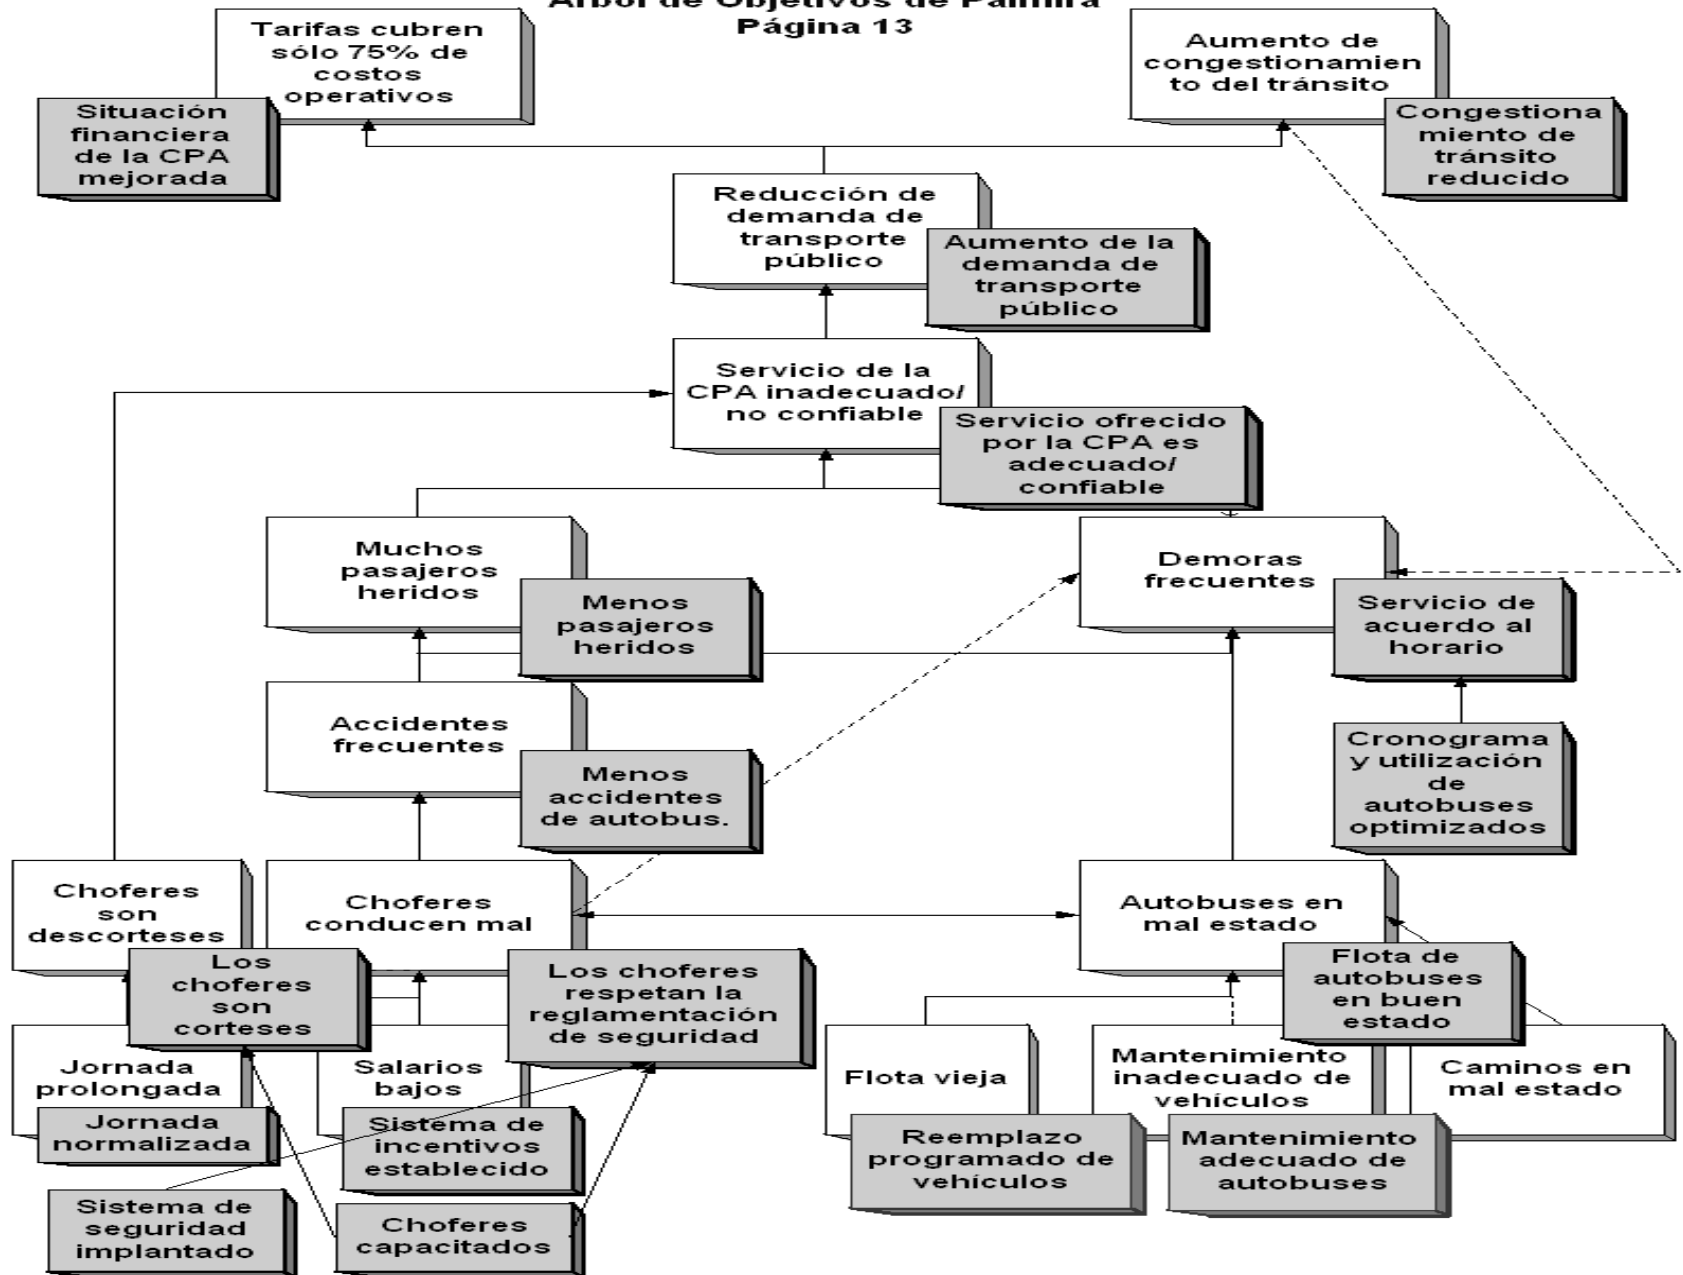 Árbol de Objetivos de Palmira
Página 13
Tarifas cubren
sólo 75% de
costos
operativos
Situación
financiera
de la CPA
mejorada
Aumento de
congestionamien
to del tránsito
Congestiona
miento de
tránsito
reducido
Reducción de
demanda de
transporte
público
Aumento de la
demanda de
transporte
público
Servicio de la
CPA inadecuado/
no confiable
Servicio ofrecido
por la CPA es
adecuado/
confiable
Muchos
pasajeros
heridos
Menos
pasajeros
heridos
Demoras
frecuentes
Servicio de
acuerdo al
horario
Accidentes
frecuentes
Menos
accidentes
de autobus.
Cronograma
y utilización
de
autobuses
optimizados
Choferes
son
descorteses
Los
choferes
son
corteses
Choferes
conducen mal
Los choferes
respetan la
reglamentación
de seguridad
Autobuses en
mal estado
Flota de
autobuses
en buen
estado
Jornada
prolongada
Jornada
normalizada
Salarios
bajos
Sistema de
incentivos
establecido
Flota vieja
Reemplazo
programado de
vehículos
Mantenimiento
inadecuado de
vehículos
Mantenimiento
adecuado de
autobuses
Caminos en
mal estado
Sistema de
seguridad
implantado
Choferes
capacitados